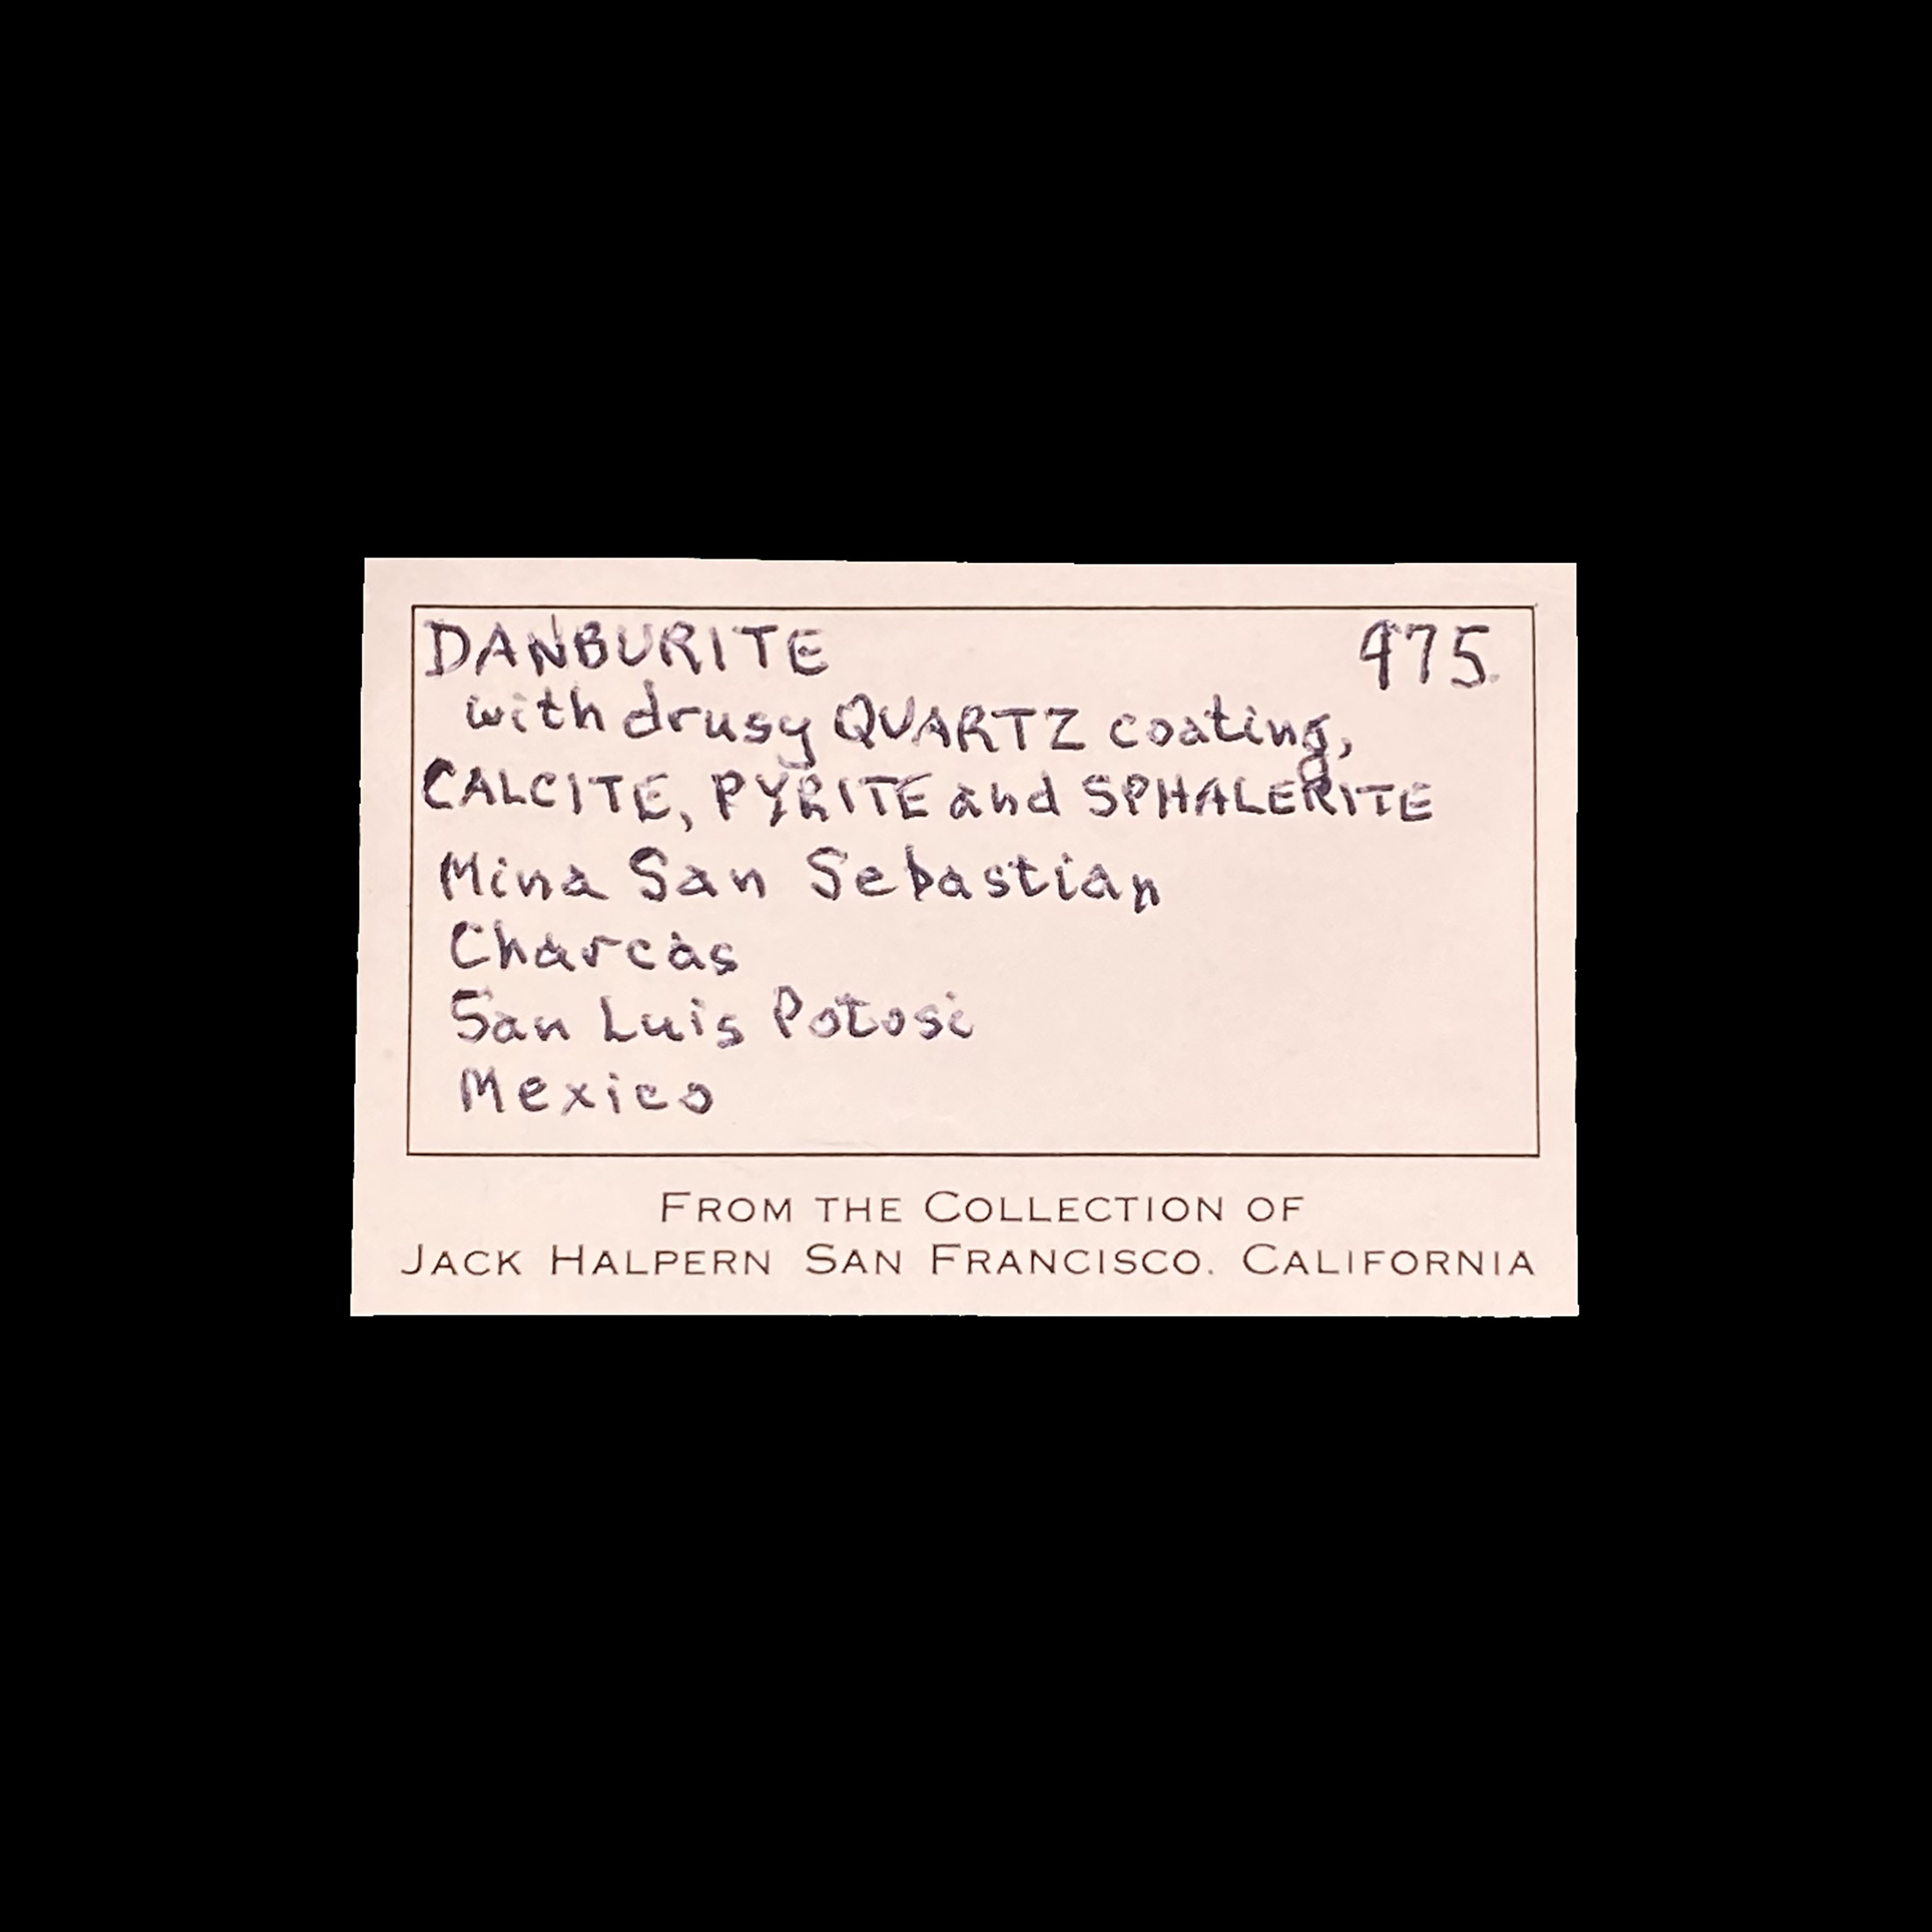 DANBURITE 975
with drusy QUARTZ coating,
CALCITE, PYRITE and SPHALERITE
Mina San Sebastian
Charcas
San Luis Potosi
Mexico
FROM THE COLLECTION OF
JACK HALPERN SAN FRANCISCO. CALIFORNIA